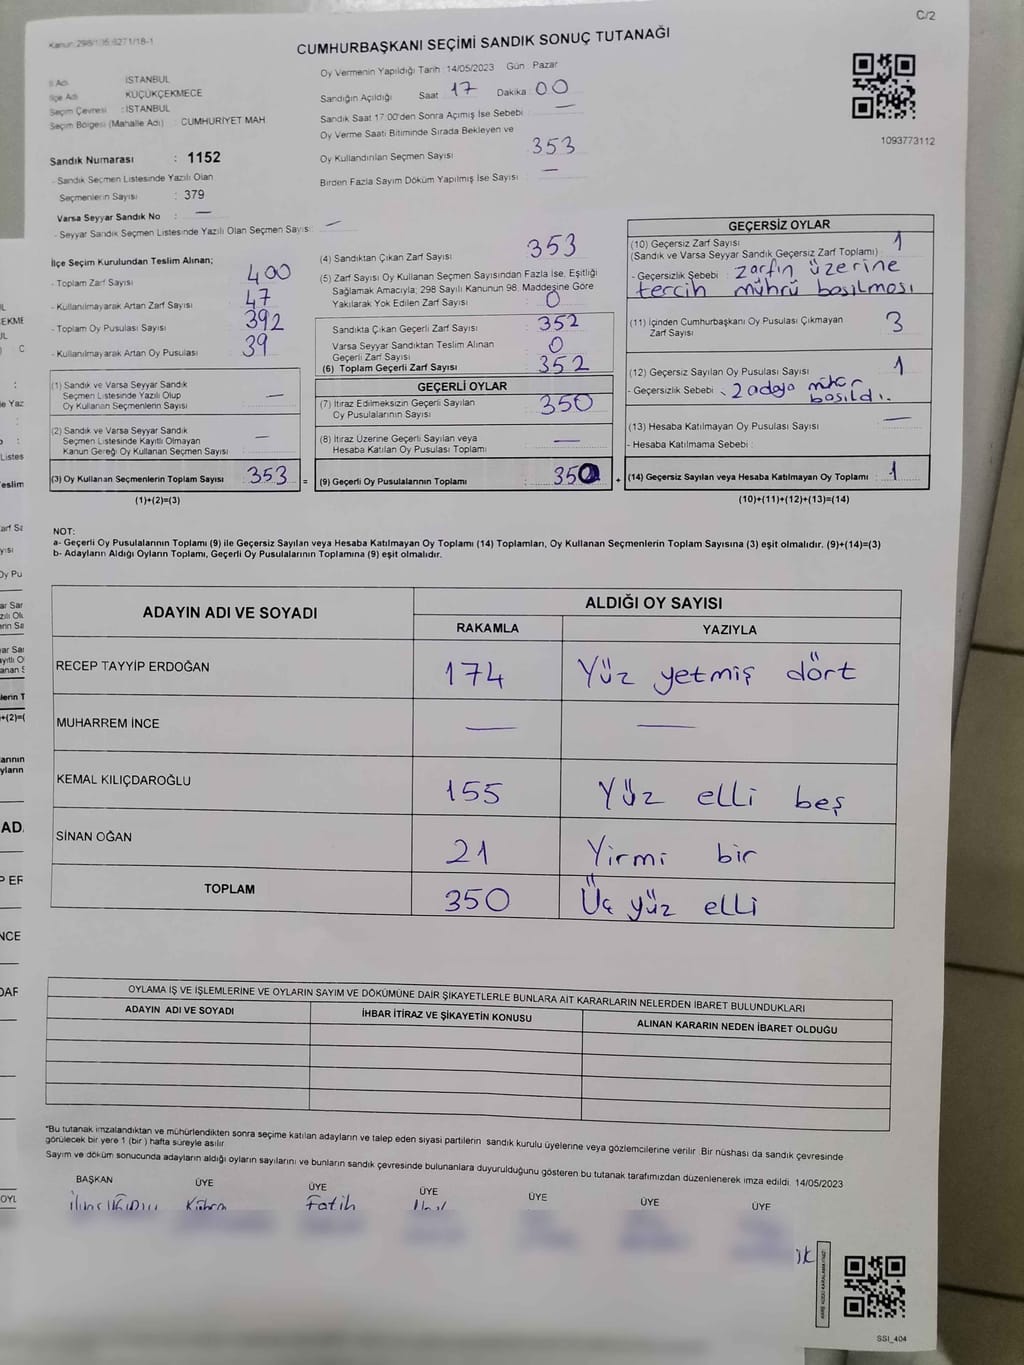 C/2
Kanun: 298/135,6271/18-1
CUMHURBAŞKANI SEÇİMİ SANDIK SONUÇ TUTANAĞI
İl Adı : İSTANBUL
İlçe Adı : KÜÇÜKÇEKMECE
Seçim Çevresi : İSTANBUL
Seçim Bölgesi (Mahalle Adı) : CUMHURİYET MAH
Sandık Numarası : 1152
- Sandık Seçmen Listesinde Yazılı Olan
Seçmenlerin Sayısı : 379
Varsa Seyyar Sandık No : —
- Seyyar Sandık Seçmen Listesinde Yazılı Olan Seçmen Sayısı: —
Oy Vermenin Yapıldığı Tarih : 14/05/2023 Gün : Pazar
Sandığın Açıldığı Saat : 17 Dakika : 00
Sandık Saat 17:00'den Sonra Açımış İse Sebebi : —
Oy Verme Saati Bitiminde Sırada Bekleyen ve
Oy Kullandırılan Seçmen Sayısı : 353
Birden Fazla Sayım Döküm Yapılmış İse Sayısı : —
1093773112
İlçe Seçim Kurulundan Teslim Alınan;
- Toplam Zarf Sayısı : 400
- Kullanılmayarak Artan Zarf Sayısı : 47
- Toplam Oy Pusulası Sayısı : 392
- Kullanılmayarak Artan Oy Pusulası : 39
(1) Sandık ve Varsa Seyyar Sandık
Seçmen Listesinde Yazılı Olup
Oy Kullanan Seçmenlerin Sayısı : —
(2) Sandık ve Varsa Seyyar Sandık
Seçmen Listesinde Kayıtlı Olmayan
Kanun Gereği Oy Kullanan Seçmen Sayısı : —
(3) Oy Kullanan Seçmenlerin Toplam Sayısı : 353 =
(1)+(2)=(3)
(4) Sandıktan Çıkan Zarf Sayısı : 353
(5) Zarf Sayısı Oy Kullanan Seçmen Sayısından Fazla İse, Eşitliği
Sağlamak Amacıyla; 298 Sayılı Kanunun 98. Maddesine Göre
Yakılarak Yok Edilen Zarf Sayısı : 0
Sandıkta Çıkan Geçerli Zarf Sayısı : 352
Varsa Seyyar Sandıktan Teslim Alınan
Geçerli Zarf Sayısı : 0
(6) Toplam Geçerli Zarf Sayısı : 352
GEÇERLİ OYLAR
(7) İtiraz Edilmeksizin Geçerli Sayılan
Oy Pusulalarının Sayısı : 350
(8) İtiraz Üzerine Geçerli Sayılan veya
Hesaba Katılan Oy Pusulası Toplamı : —
(9) Geçerli Oy Pusulalarının Toplamı : 350 +
GEÇERSİZ OYLAR
(10) Geçersiz Zarf Sayısı : 1
(Sandık ve Varsa Seyyar Sandık Geçersiz Zarf Toplamı)
- Geçersizlik Sebebi : zarfın üzerine
tercih mührü basılması
(11) İçinden Cumhurbaşkanı Oy Pusulası Çıkmayan
Zarf Sayısı : 3
(12) Geçersiz Sayılan Oy Pusulası Sayısı : 1
- Geçersizlik Sebebi : 2 adaya
basıldı.
(13) Hesaba Katılmayan Oy Pusulası Sayısı : —
- Hesaba Katılmama Sebebi :
(14) Geçersiz Sayılan veya Hesaba Katılmayan Oy Toplamı : 1
(10)+(11)+(12)+(13)=(14)
NOT:
a- Geçerli Oy Pusulalarının Toplamı (9) ile Geçersiz Sayılan veya Hesaba Katılmayan Oy Toplamı (14) Toplamları, Oy Kullanan Seçmenlerin Toplam Sayısına (3) eşit olmalıdır. (9)+(14)=(3)
b- Adayların Aldığı Oyların Toplamı, Geçerli Oy Pusulalarının Toplamına (9) eşit olmalıdır.
ADAYIN ADI VE SOYADI ALDIĞI OY SAYISI
RAKAMLA YAZIYLA
RECEP TAYYİP ERDOĞAN 174 Yüz yetmiş dört
MUHARREM İNCE — —
KEMAL KILIÇDAROĞLU 155 Yüz elli beş
SİNAN OĞAN 21 Yirmi bir
TOPLAM 350 Üç yüz elli
OYLAMA İŞ VE İŞLEMLERİNE VE OYLARIN SAYIM VE DÖKÜMÜNE DAİR ŞİKAYETLERLE BUNLARA AİT KARARLARIN NELERDEN İBARET BULUNDUKLARI
ADAYIN ADI VE SOYADI İHBAR İTİRAZ VE ŞİKAYETİN KONUSU ALINAN KARARIN NEDEN İBARET OLDUĞU
*Bu tutanak imzalandıktan ve mühürlendikten sonra seçime katılan adayların ve talep eden siyasi partilerin sandık kurulu üyelerine veya gözlemcilerine verilir. Bir nüshası da sandık çevresinde
görülecek bir yere 1 (bir ) hafta süreyle asılır.
Sayım ve döküm sonucunda adayların aldığı oyların sayılarını ve bunların sandık çevresinde bulunanlara duyurulduğunu gösteren bu tutanak tarafımızdan düzenlenerek imza edildi. 14/05/2023
BAŞKAN ÜYE ÜYE ÜYE ÜYE ÜYE ÜYE
Kübra Fatih
SSI_404